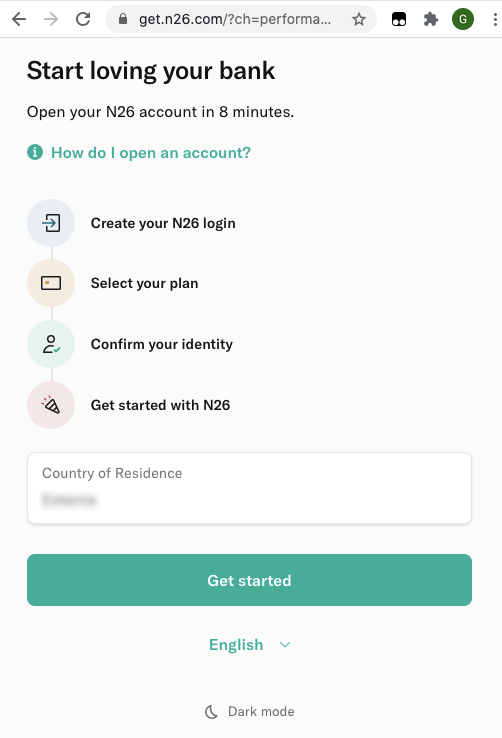 get.n26.com/?ch=performa...
G
Start loving your bank
Open your N26 account in 8 minutes.
How do I open an account?
Create your N26 login
Select your plan
Confirm your identity
Get started with N26
Country of Residence
Get started
English
Dark mode